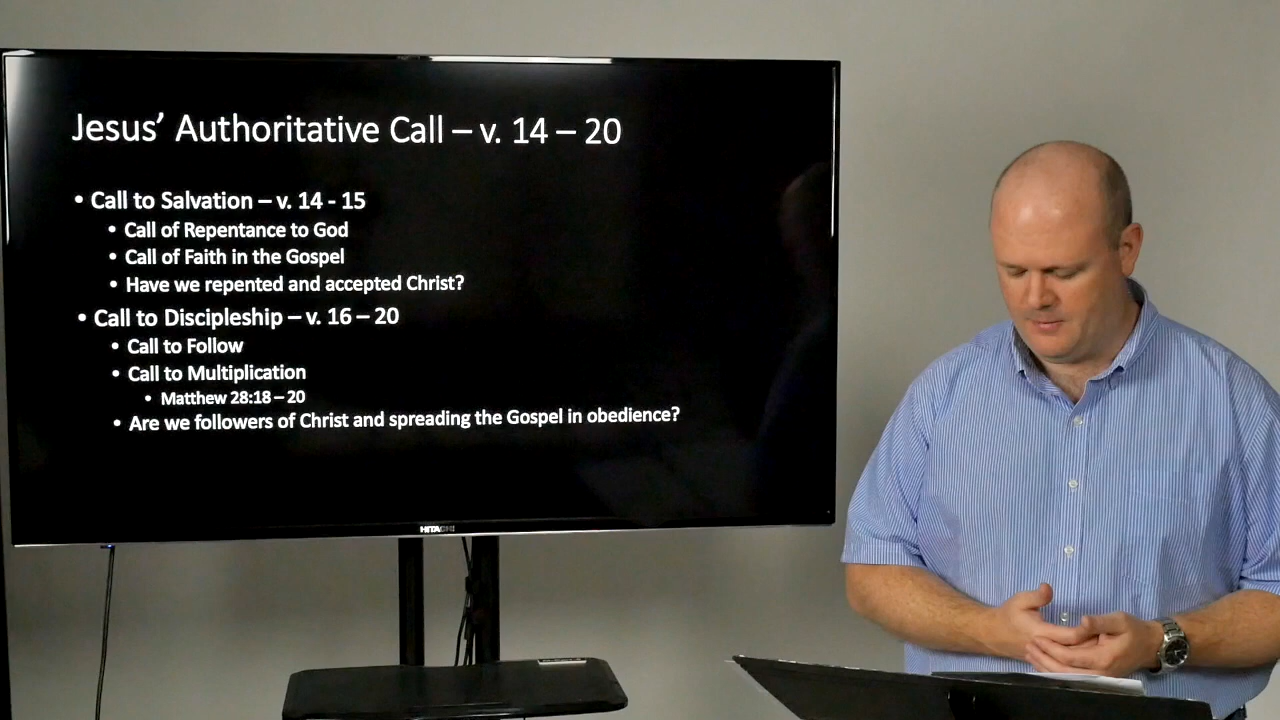 Jesus’ Authoritative Call – v. 14 – 20
• Call to Salvation – v. 14 - 15
• Call of Repentance to God
• Call of Faith in the Gospel
• Have we repented and accepted Christ?
• Call to Discipleship – v. 16 – 20
• Call to Follow
• Call to Multiplication
• Matthew 28:18 – 20
• Are we followers of Christ and spreading the Gospel in obedience?
HITACHI